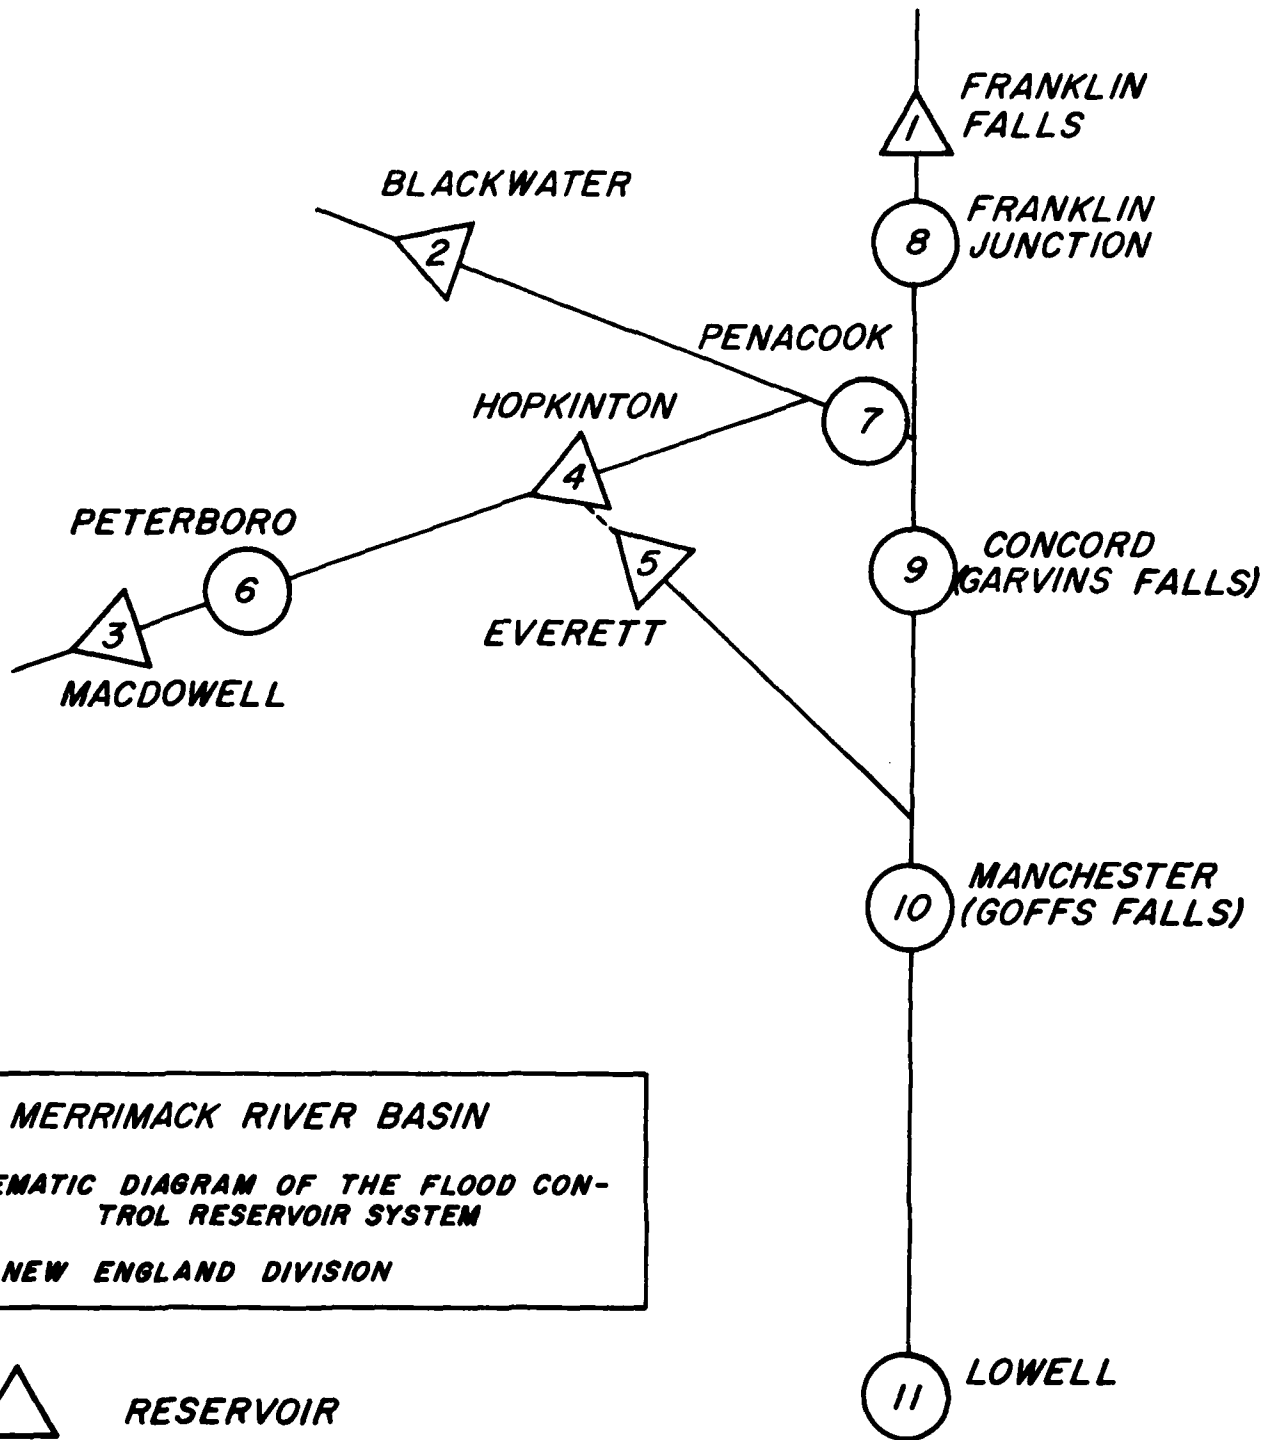 FRANKLIN
FALLS
1
BLACKWATER
2
FRANKLIN
JUNCTION
8
PENACOOK
7
HOPKINTON
4
PETERBORO
6
CONCORD
(GARVINS FALLS)
9
5
EVERETT
3
MACDOWELL
MANCHESTER
(GOFFS FALLS)
10
MERRIMACK RIVER BASIN
EMATIC DIAGRAM OF THE FLOOD CON-
TROL RESERVOIR SYSTEM
NEW ENGLAND DIVISION
LOWELL
11
RESERVOIR